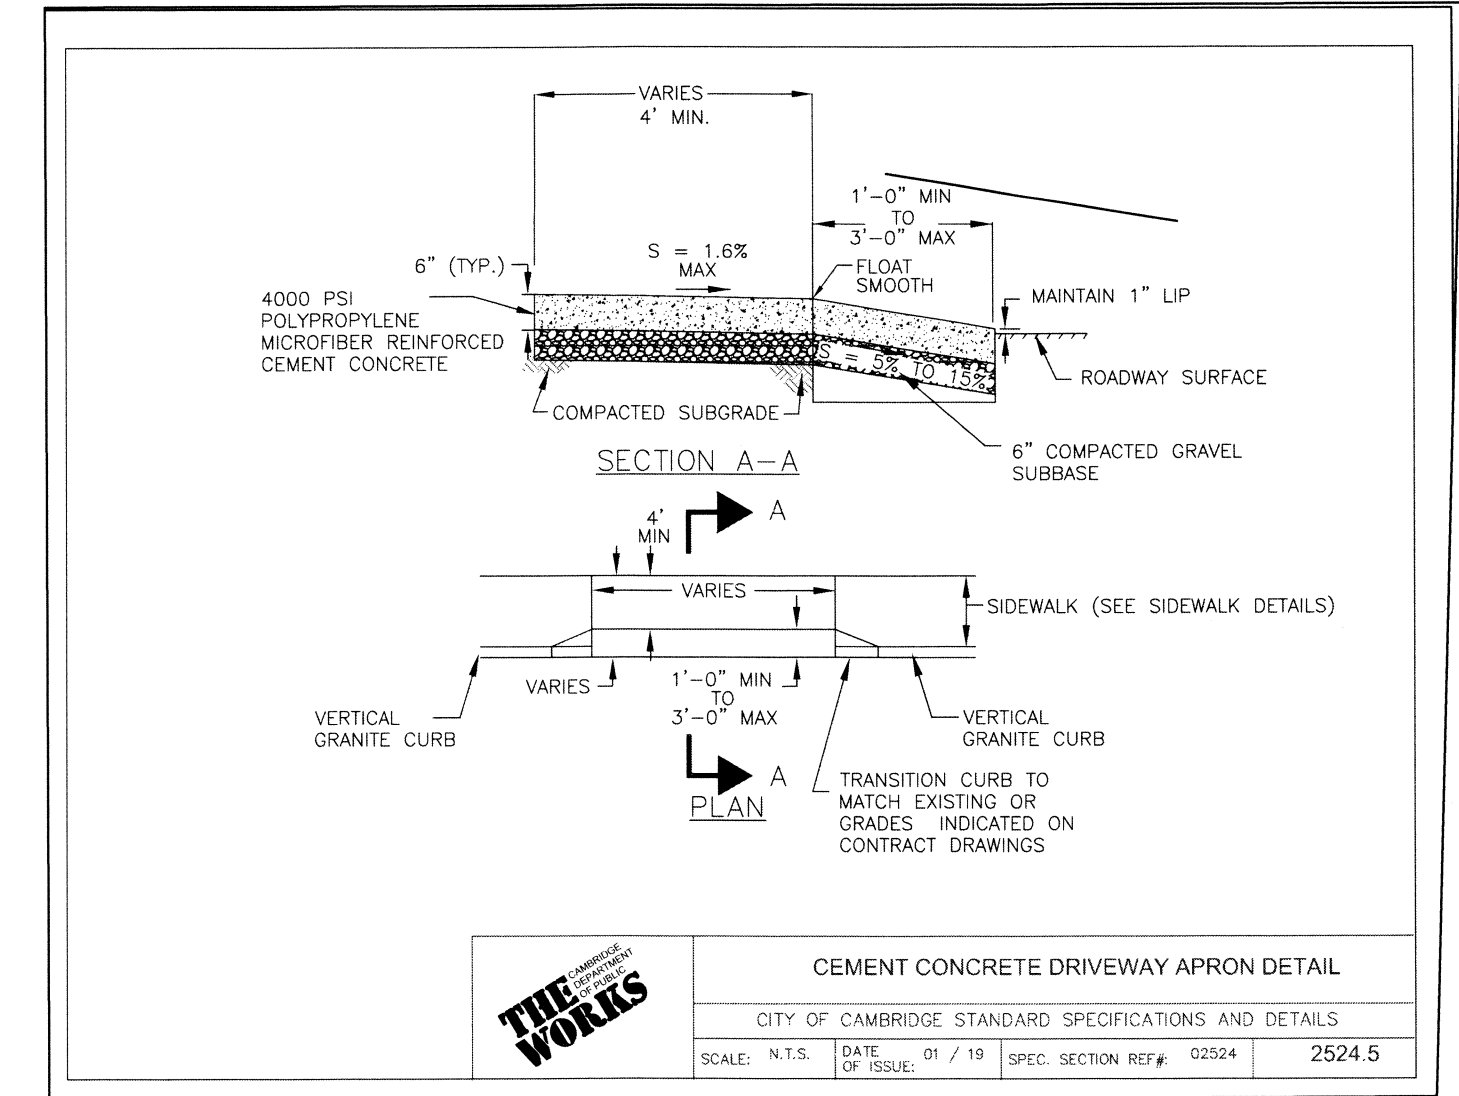 VARIES
4' MIN.
1'-0" MIN
TO
3'-0" MAX
S = 1.6%
MAX
6" (TYP.)
FLOAT
SMOOTH
MAINTAIN 1" LIP
4000 PSI
POLYPROPYLENE
MICROFIBER REINFORCED
CEMENT CONCRETE
S = 5% TO 15%
ROADWAY SURFACE
COMPACTED SUBGRADE
6" COMPACTED GRAVEL
SUBBASE
SECTION A-A
A
4'
MIN
VARIES
SIDEWALK (SEE SIDEWALK DETAILS)
VARIES
1'-0" MIN
TO
3'-0" MAX
VERTICAL
GRANITE CURB
VERTICAL
GRANITE CURB
A
PLAN
TRANSITION CURB TO
MATCH EXISTING OR
GRADES INDICATED ON
CONTRACT DRAWINGS
THE
WORKS
CAMBRIDGE
DEPARTMENT
OF PUBLIC
CEMENT CONCRETE DRIVEWAY APRON DETAIL
CITY OF CAMBRIDGE STANDARD SPECIFICATIONS AND DETAILS
SCALE: N.T.S.
DATE
OF ISSUE: 01 / 19
SPEC. SECTION REF#: 02524
2524.5